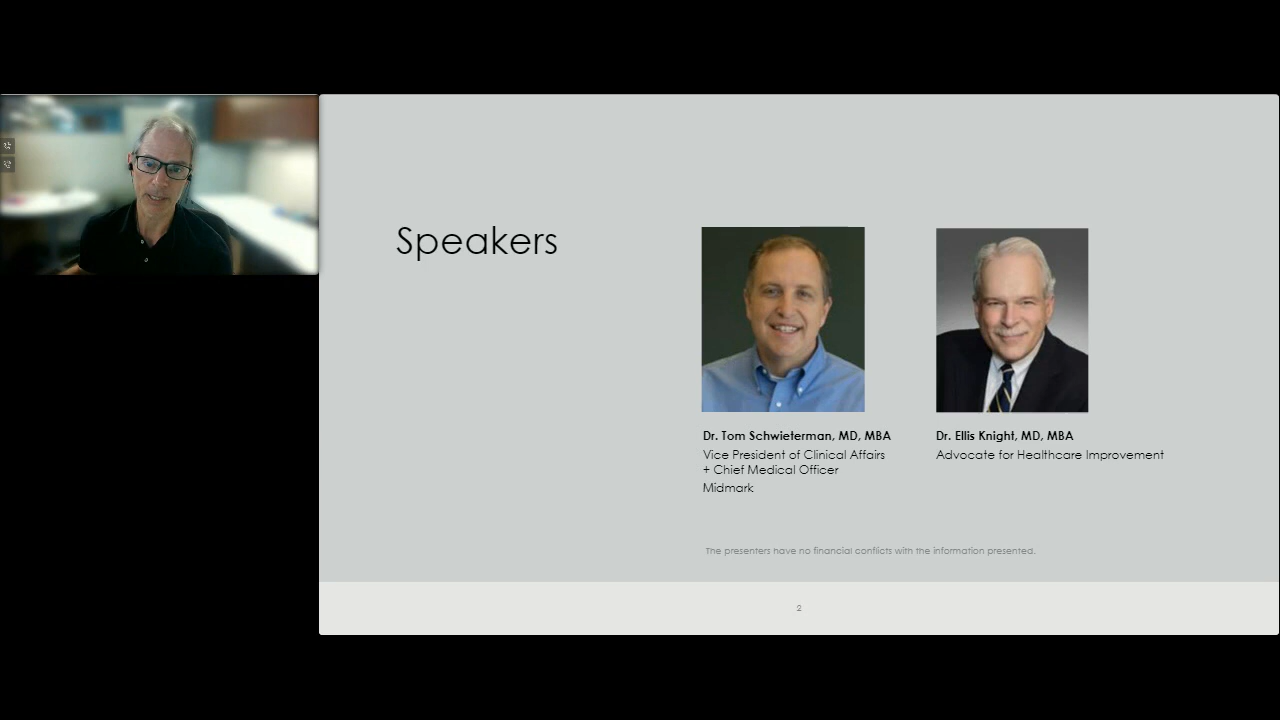 Speakers
Dr. Tom Schwieterman, MD, MBA
Vice President of Clinical Affairs
+ Chief Medical Officer
Midmark
Dr. Ellis Knight, MD, MBA
Advocate for Healthcare Improvement
The presenters have no financial conflicts with the information presented.
2